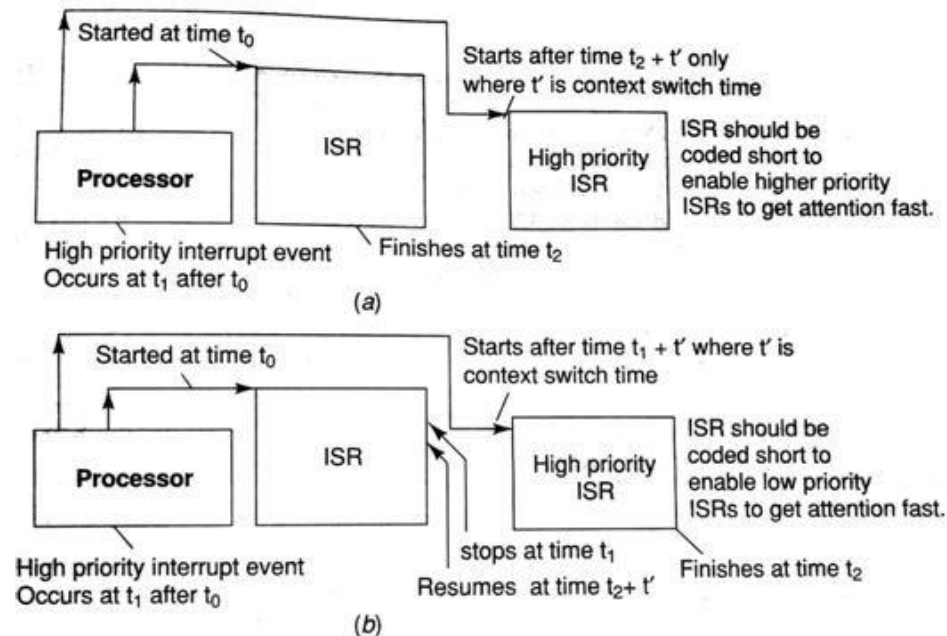 Started at time t₀
Starts after time t₂ + t′ only
where t′ is context switch time
ISR
Processor
High priority
ISR
ISR should be
coded short to
enable higher priority
ISRs to get attention fast.
High priority interrupt event
Occurs at t₁ after t₀
Finishes at time t₂
(a)
Started at time t₀
Starts after time t₁ + t′ where t′ is
context switch time
ISR
Processor
High priority
ISR
ISR should be
coded short to
enable low priority
ISRs to get attention fast.
stops at time t₁
Resumes at time t₂+ t′
High priority interrupt event
Occurs at t₁ after t₀
Finishes at time t₂
(b)